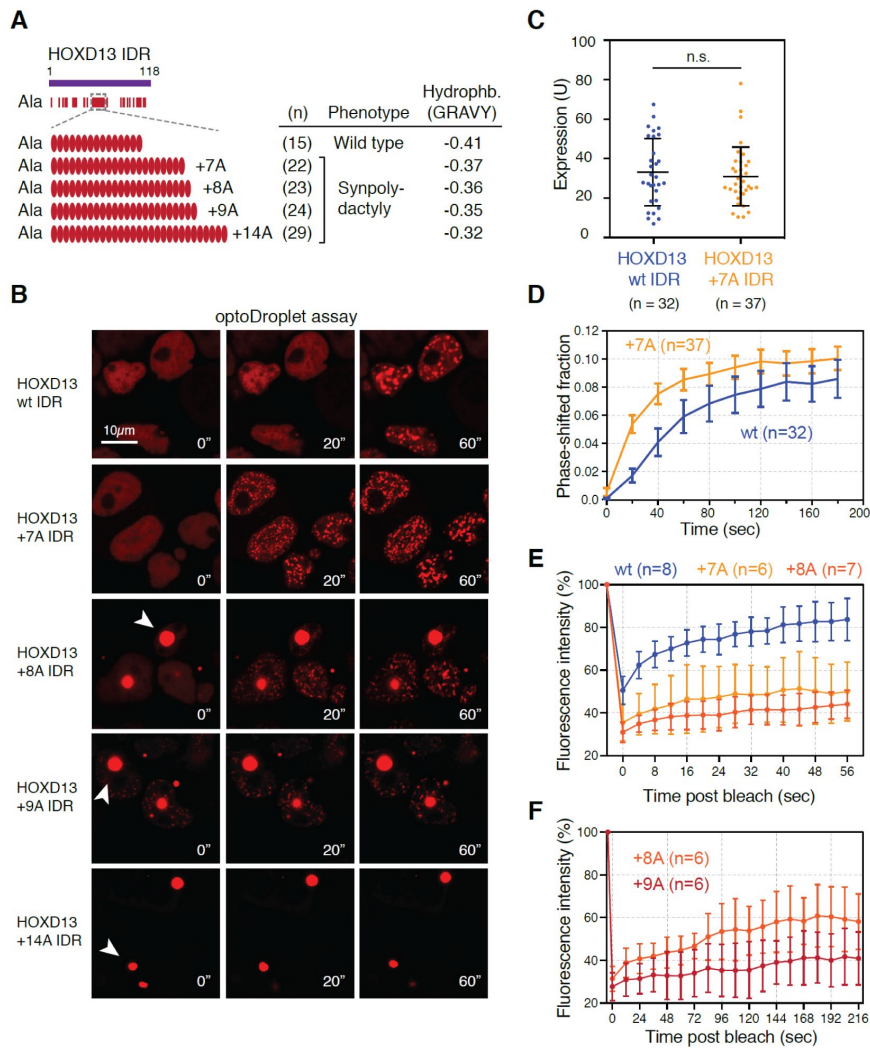 A
HOXD13 IDR
1 118
Ala
Hydrophb.
(n) Phenotype (GRAVY)
Ala (15) Wild type -0.41
Ala +7A (22) -0.37
Ala +8A (23) Synpoly- -0.36
Ala +9A (24) dactyly -0.35
Ala +14A (29) -0.32
B
optoDroplet assay
HOXD13
wt IDR
10µm
0” 20” 60”
HOXD13
+7A IDR
0” 20” 60”
HOXD13
+8A IDR
0” 20” 60”
HOXD13
+9A IDR
0” 20” 60”
HOXD13
+14A IDR
0” 20” 60”
C
n.s.
Expression (U)
100
80
60
40
20
0
HOXD13
wt IDR
(n = 32)
HOXD13
+7A IDR
(n = 37)
D
Phase-shifted fraction
0.12
0.10
0.08
0.06
0.04
0.02
0.0
+7A (n=37)
wt (n=32)
0 40 80 120 160 200
Time (sec)
E
wt (n=8) +7A (n=6) +8A (n=7)
Fluorescence intensity (%)
100
80
60
40
20
0 8 16 24 32 40 48 56
Time post bleach (sec)
F
Fluorescence intensity (%)
100
80
60
40
20
+8A (n=6)
+9A (n=6)
0 24 48 72 96 120 144 168 192 216
Time post bleach (sec)